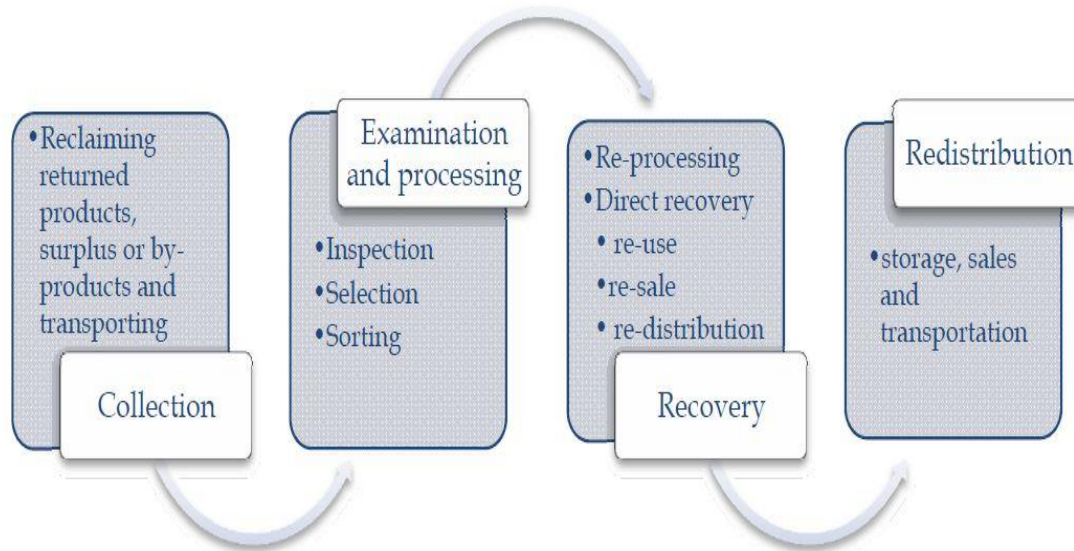 •Reclaiming
returned
products,
surplus or by-
products and
transporting
Collection
Examination
and processing
•Inspection
•Selection
•Sorting
•Re-processing
•Direct recovery
•re-use
•re-sale
•re-distribution
Recovery
Redistribution
•storage, sales
and
transportation